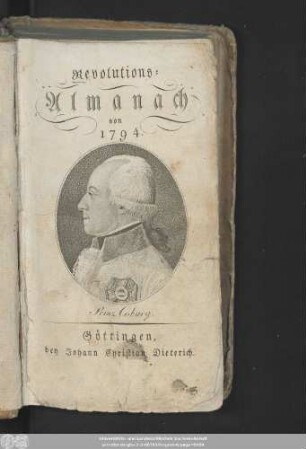 Revolutions-
Almanach
von
1794.
Prinz Coburg.
Göttingen,
bey Johann Christian Dieterich.